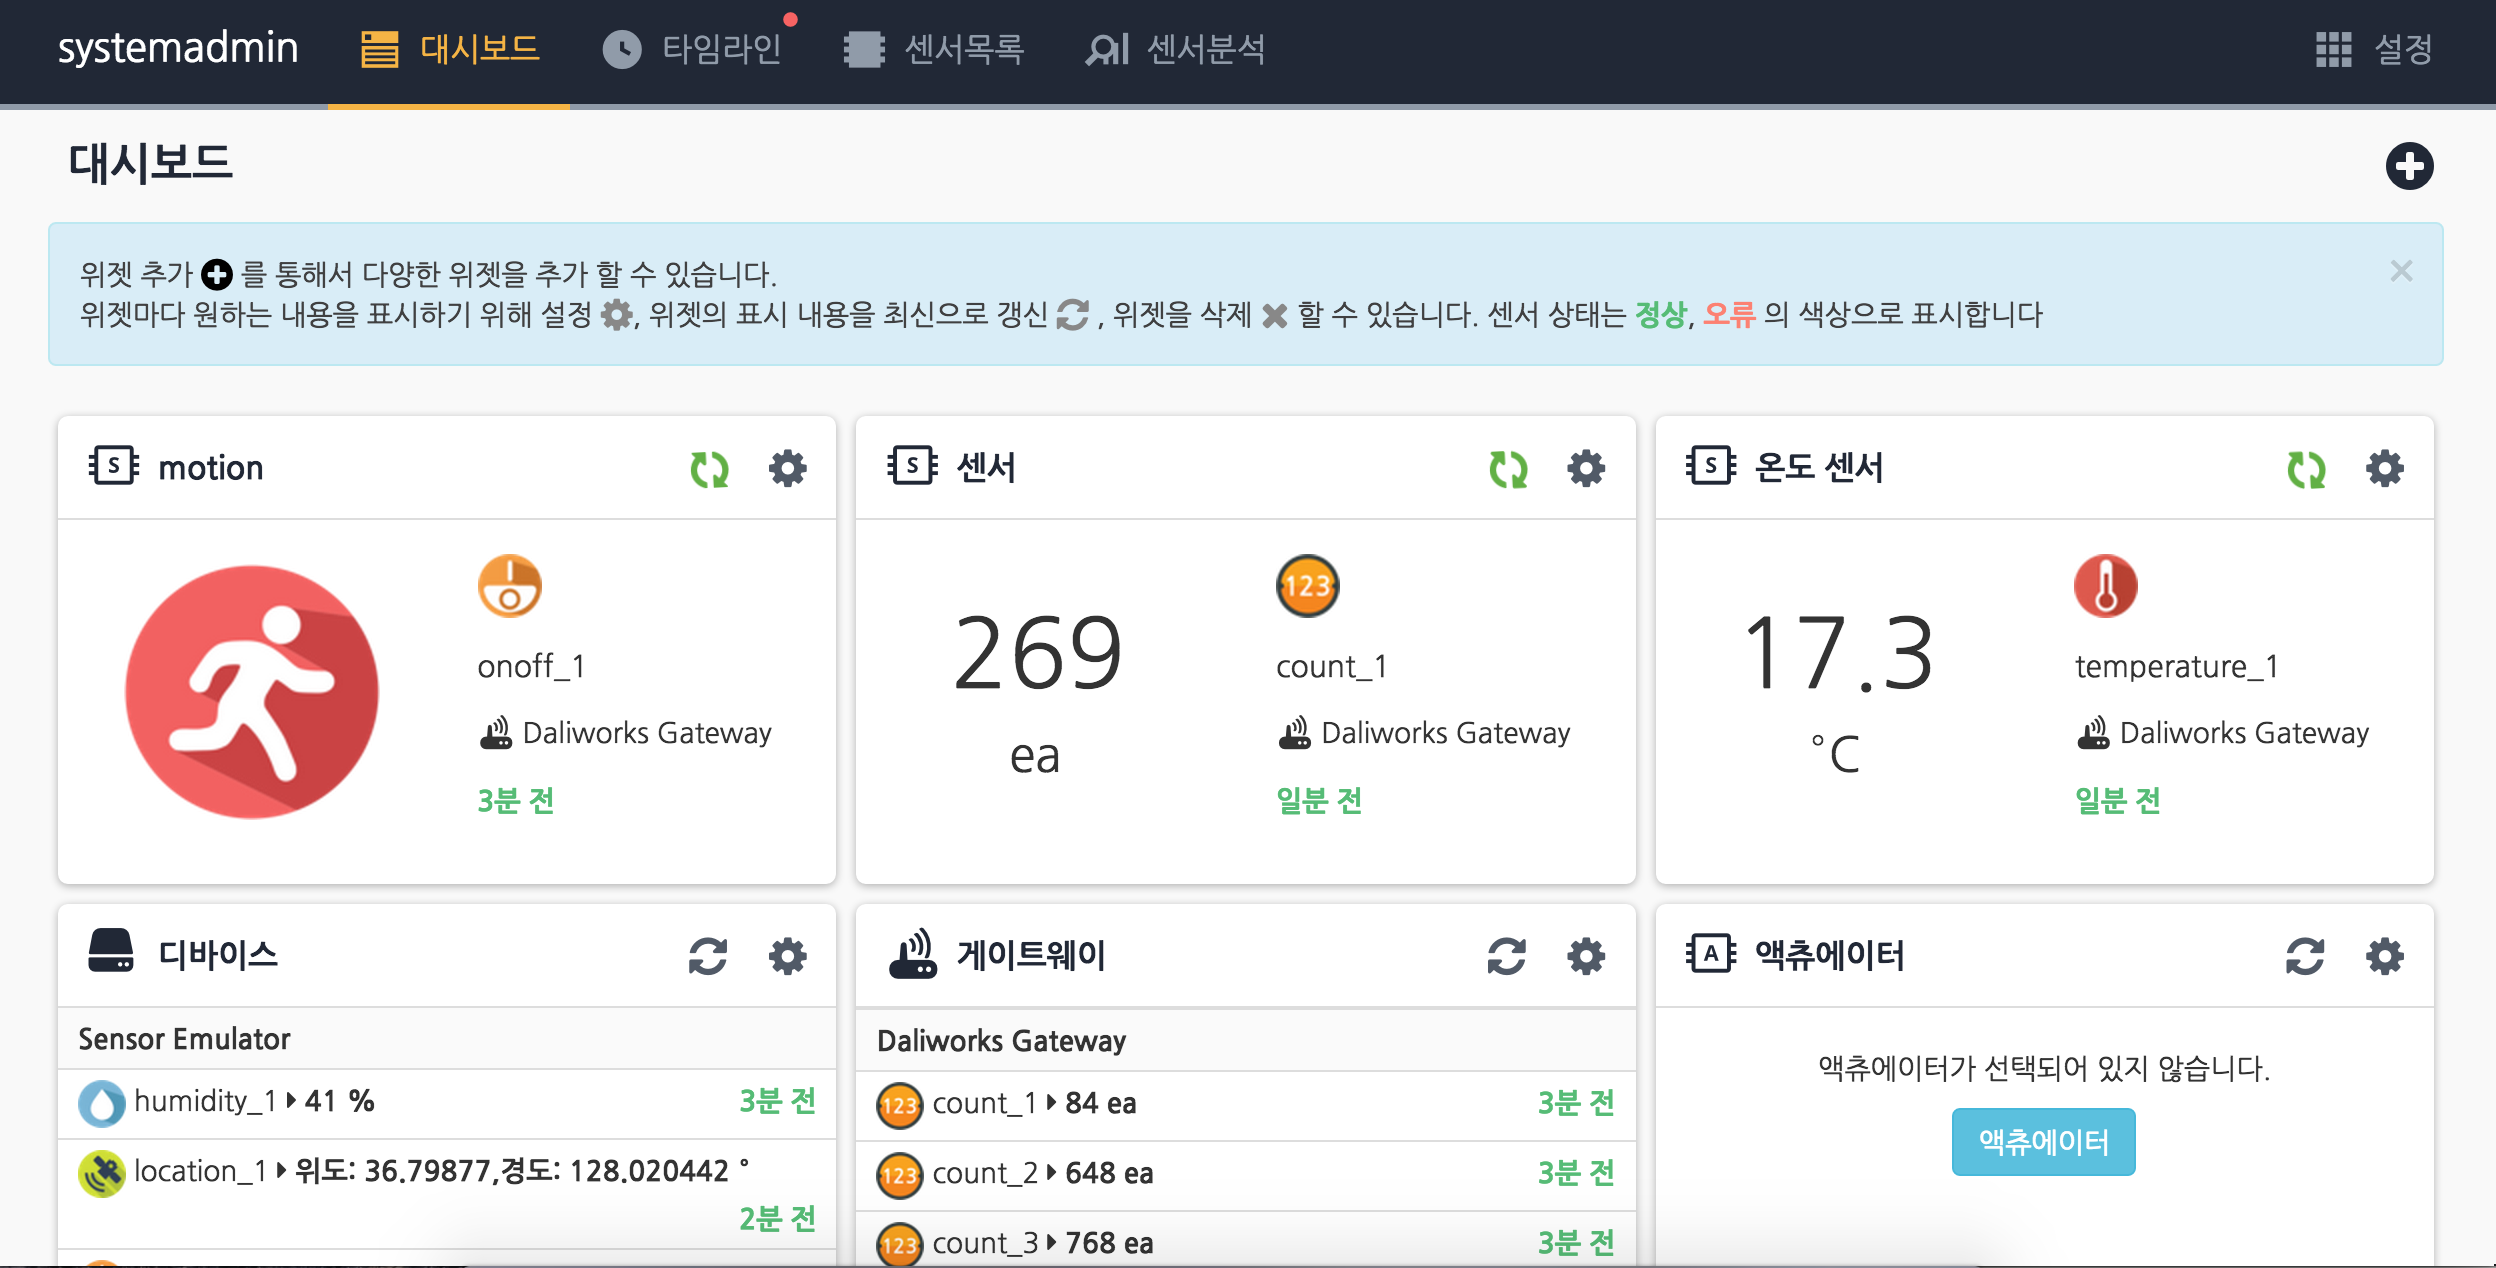 systemadmin 대시보드 타임라인 센서목록 센서분석 설정
대시보드
위젯 추가 를 통해서 다양한 위젯을 추가 할 수 있습니다.
위젯마다 원하는 내용을 표시하기 위해 설정 , 위젯의 표시 내용을 최신으로 갱신 , 위젯을 삭제 할 수 있습니다. 센서 상태는 정상, 오류 의 색상으로 표시합니다
S motion
onoff_1
Daliworks Gateway
3분 전
S 센서
269
ea
123
count_1
Daliworks Gateway
일분 전
S 온도 센서
17.3
°C
temperature_1
Daliworks Gateway
일분 전
디바이스
Sensor Emulator
humidity_1 41 % 3분 전
location_1 위도: 36.79877,경도: 128.020442 °
2분 전
게이트웨이
Daliworks Gateway
123 count_1 84 ea 3분 전
123 count_2 648 ea 3분 전
123 count_3 768 ea 3분 전
A 액츄에이터
액츄에이터가 선택되어 있지 않습니다.
액츄에이터